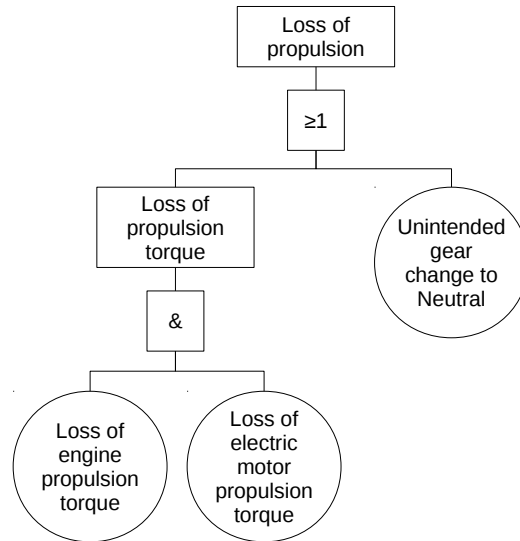 Loss of
propulsion
≥1
Loss of
propulsion
torque
Unintended
gear
change to
Neutral
&
Loss of
engine
propulsion
torque
Loss of
electric
motor
propulsion
torque